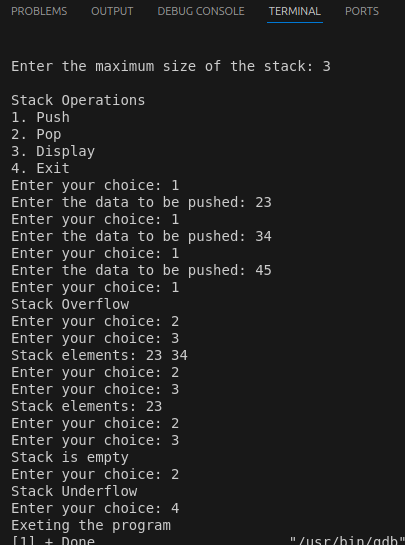 PROBLEMS OUTPUT DEBUG CONSOLE TERMINAL PORTS
Enter the maximum size of the stack: 3
Stack Operations
1. Push
2. Pop
3. Display
4. Exit
Enter your choice: 1
Enter the data to be pushed: 23
Enter your choice: 1
Enter the data to be pushed: 34
Enter your choice: 1
Enter the data to be pushed: 45
Enter your choice: 1
Stack Overflow
Enter your choice: 2
Enter your choice: 3
Stack elements: 23 34
Enter your choice: 2
Enter your choice: 3
Stack elements: 23
Enter your choice: 2
Enter your choice: 3
Stack is empty
Enter your choice: 2
Stack Underflow
Enter your choice: 4
Exeting the program
[1] + Done "/usr/bin/gdb"